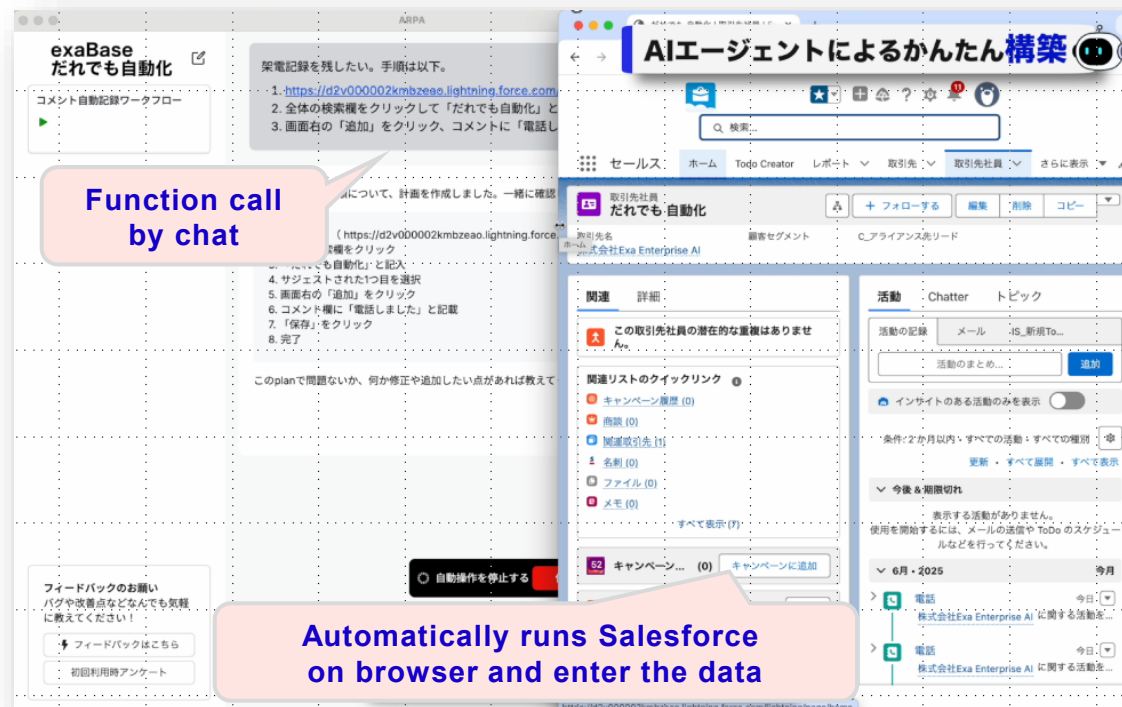 ARPA
exaBase
だれでも自動化
コメント自動記録ワークフロー
架電記録を残したい。手順は以下。
1. https://d2v000002kmbzeao.lightning.force.com
2. 全体の検索欄をクリックして「だれでも自動化」と
3. 画面右の「追加」をクリック、コメントに「電話し
Function call
by chat
について、計画を作成しました。一緒に確認
( https://d2v000002kmbzeao.lightning.force.
索欄をクリック
3. 「だれでも自動化」と記入
4. サジェストされた1つ目を選択
5. 画面右の「追加」をクリック
6. コメント欄に「電話しました」と記載
7. 「保存」をクリック
8. 完了
このplanで問題ないか、何か修正や追加したい点があれば教えて
自動操作を停止する
フィードバックのお願い
バグや改善点などなんでも気軽
に教えてください！
フィードバックはこちら
初回利用時アンケート
AIエージェントによるかんたん構築
11
検索...
セールス ホーム Todo Creator レポート 取引先 取引先社員 さらに表示
取引先社員
だれでも 自動化
フォローする 編集 削除 コピー
取引先名 顧客セグメント C_アライアンス先リード
ホーム
株式会社Exa Enterprise AI
関連 詳細
この取引先社員の潜在的な重複はありませ
ん。
関連リストのクイックリンク
キャンペーン履歴 (0)
商談 (0)
関連取引先 (1)
名刺 (0)
ファイル (0)
メモ (0)
すべて表示 (7)
52 キャンペーン... (0) キャンペーンに追加
活動 Chatter トピック
活動の記録 メール IS_新規To...
活動のまとめ... 追加
インサイトのある活動のみを表示
条件: 2 か月以内・すべての活動・すべての種別
更新 ・ すべて展開 ・ すべて表示
今後 & 期限切れ
表示する活動がありません。
使用を開始するには、メールの送信や ToDo のスケジュー
ルなどを行ってください。
6月・2025 今月
電話 今日
株式会社Exa Enterprise AI に関する活動を...
電話 今日
株式会社Exa Enterprise AI に関する活動を...
Automatically runs Salesforce
on browser and enter the data